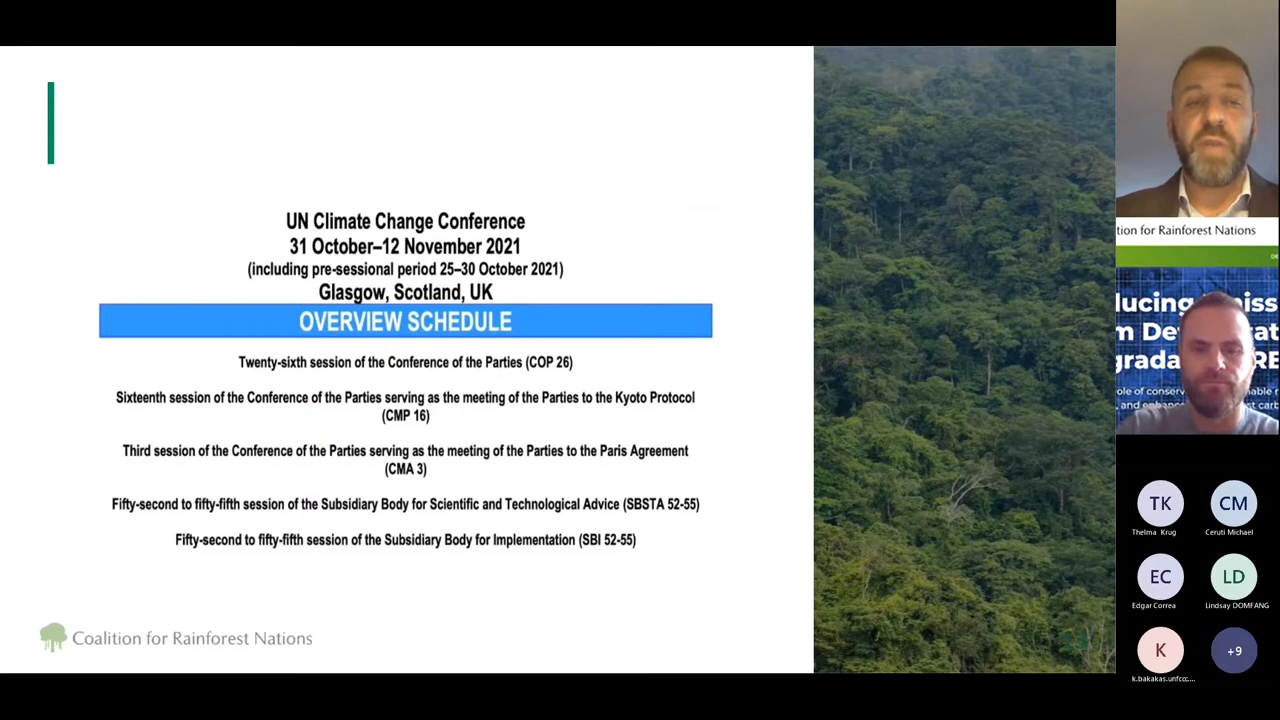 UN Climate Change Conference
31 October–12 November 2021
(including pre-sessional period 25–30 October 2021)
Glasgow, Scotland, UK
OVERVIEW SCHEDULE
Twenty-sixth session of the Conference of the Parties (COP 26)
Sixteenth session of the Conference of the Parties serving as the meeting of the Parties to the Kyoto Protocol
(CMP 16)
Third session of the Conference of the Parties serving as the meeting of the Parties to the Paris Agreement
(CMA 3)
Fifty-second to fifty-fifth session of the Subsidiary Body for Scientific and Technological Advice (SBSTA 52-55)
Fifty-second to fifty-fifth session of the Subsidiary Body for Implementation (SBI 52-55)
Coalition for Rainforest Nations
tion for Rainforest Nations
TK
Thelma Krug
CM
Ceruti Michael
EC
Edgar Correa
LD
Lindsay DOMFANG
K
k.bakakas.unfccc....
+9